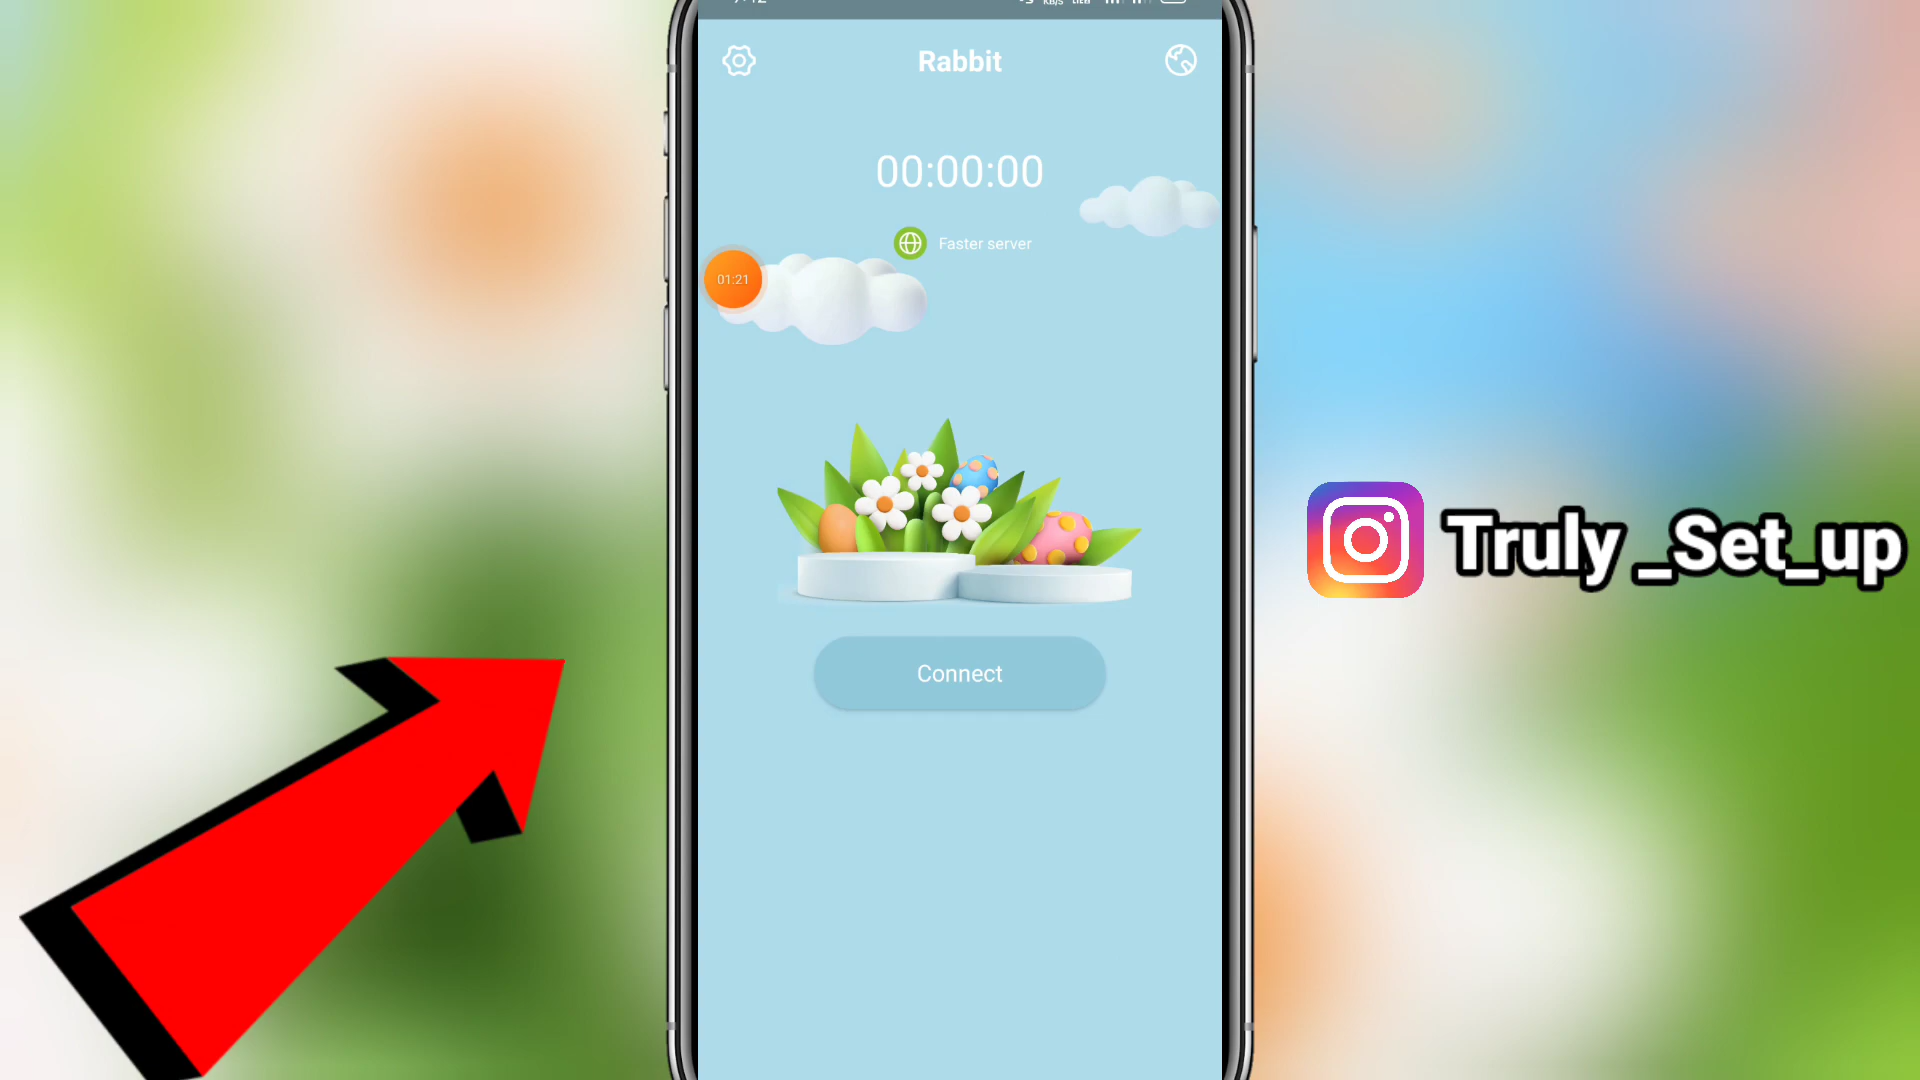 Rabbit
00:00:00
Faster server
01:21
Connect
Truly _Set_up